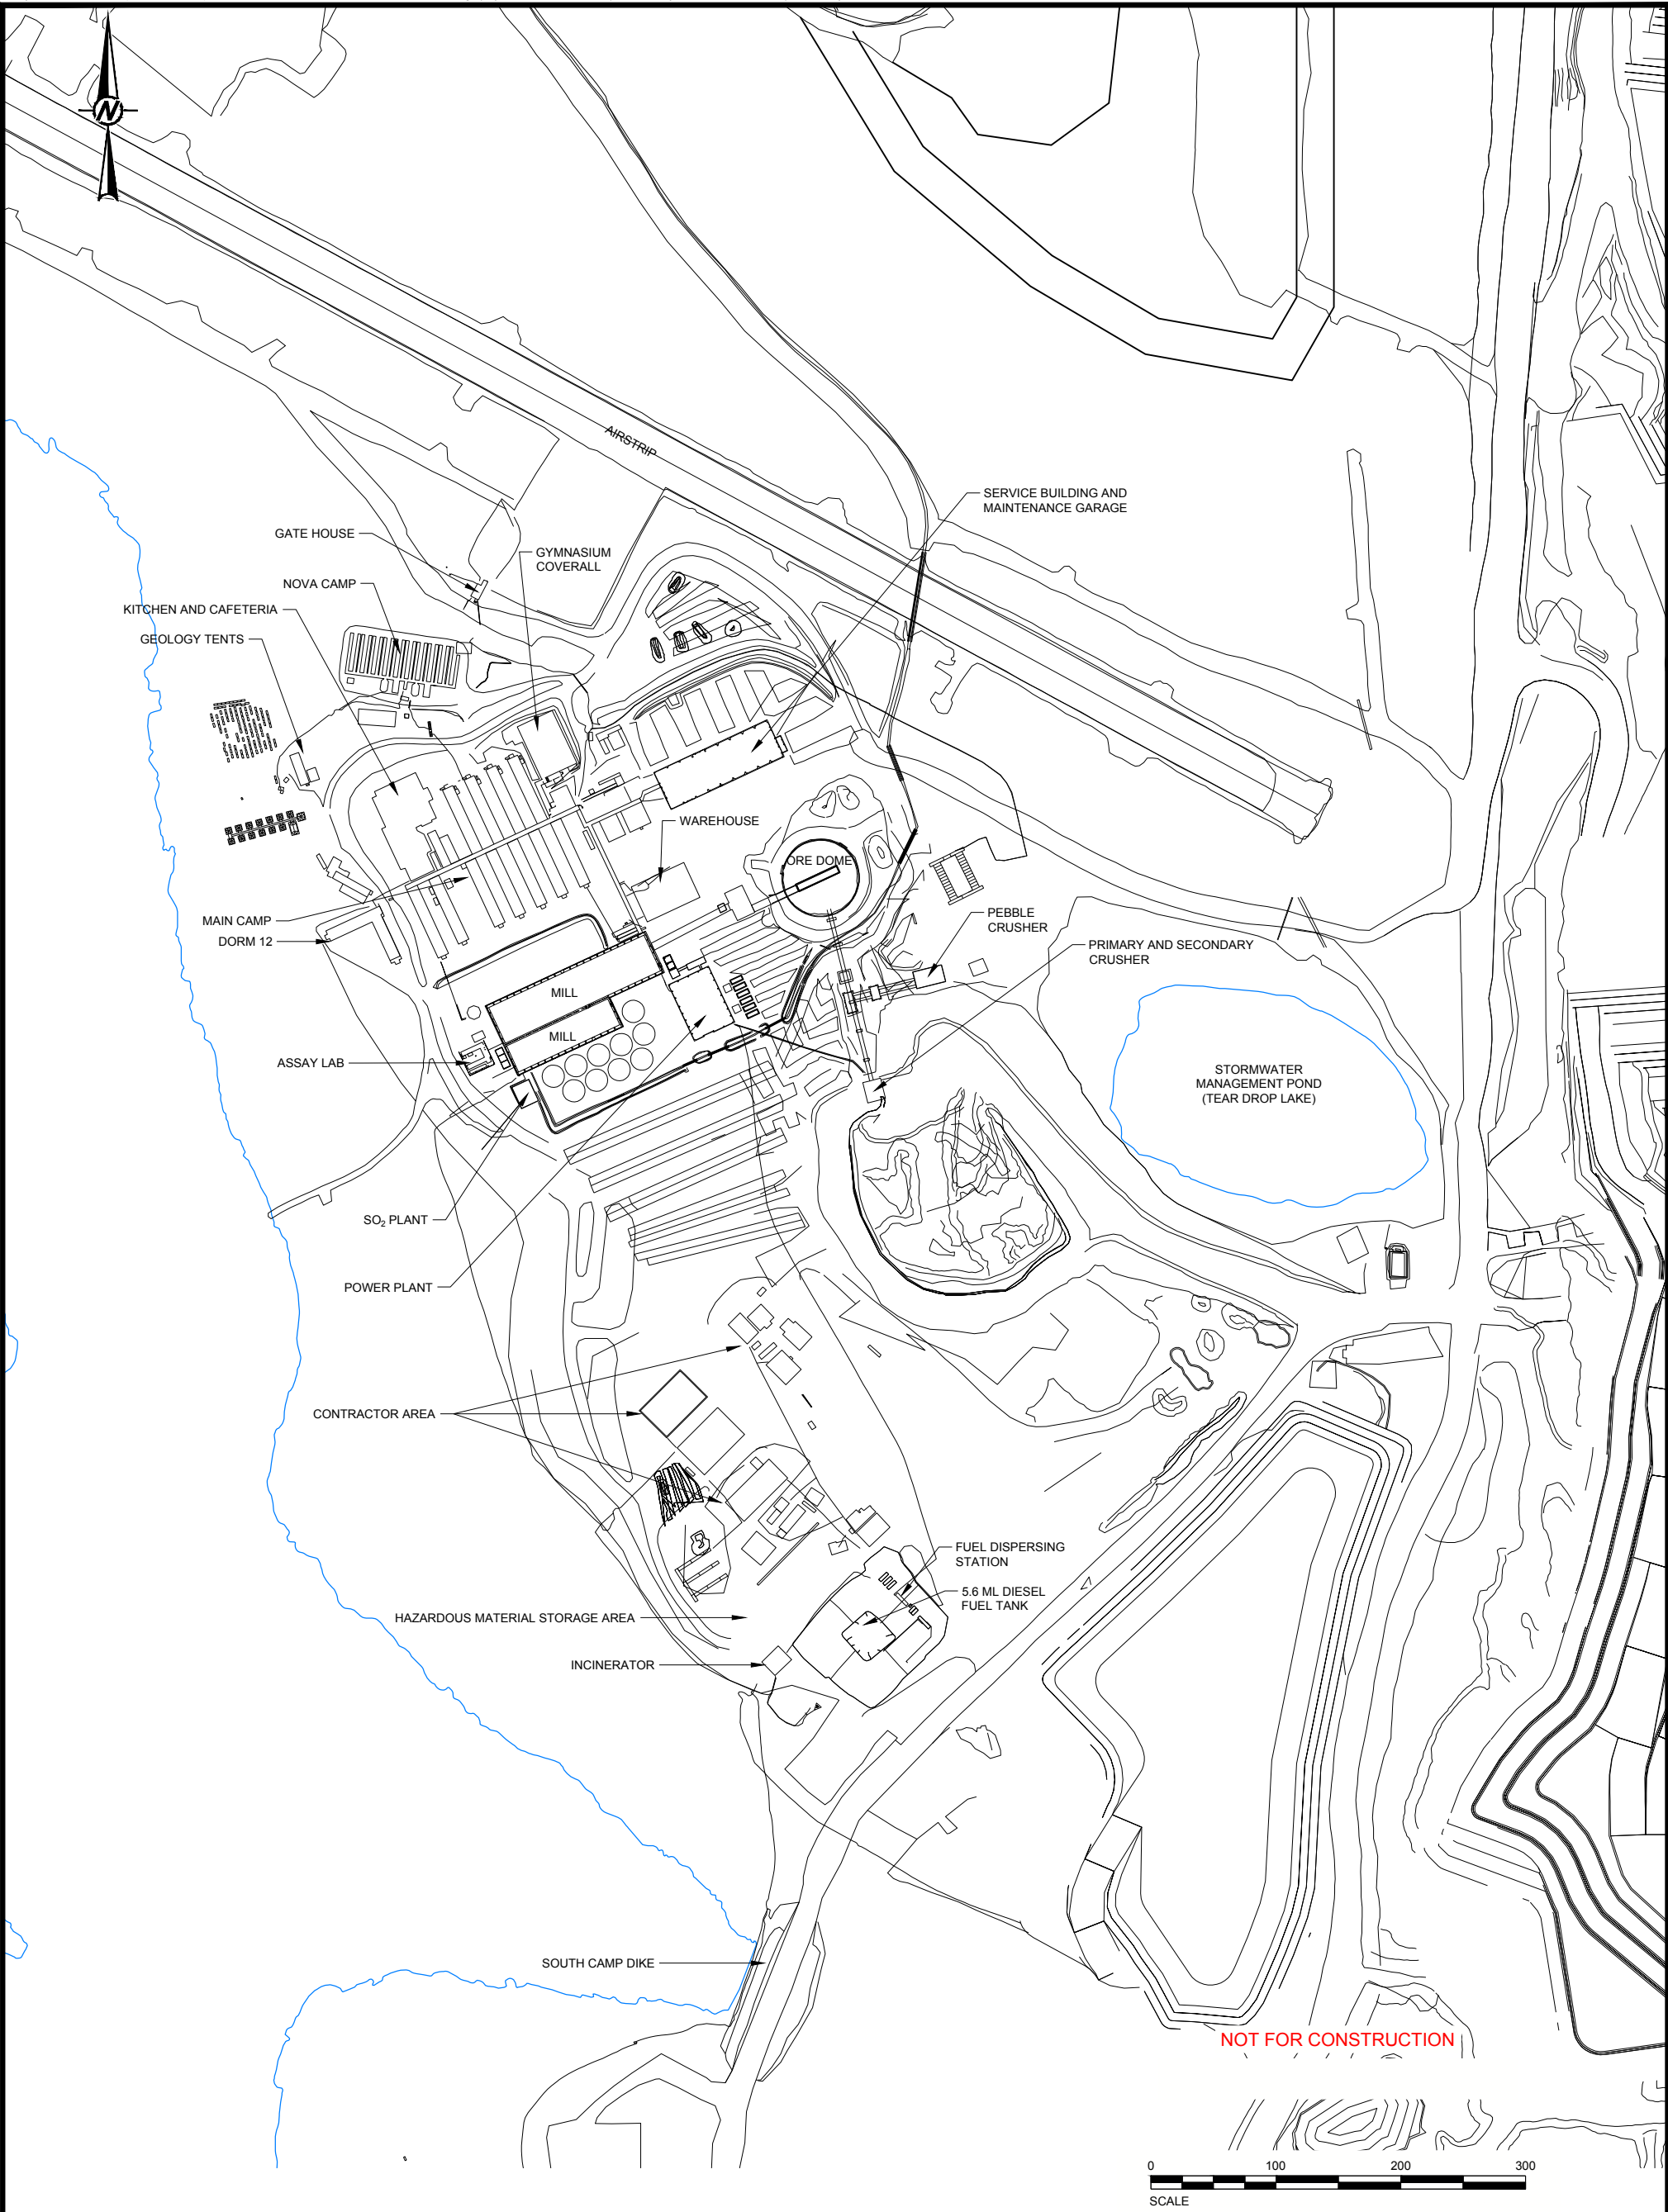 N
AIRSTRIP
SERVICE BUILDING AND
MAINTENANCE GARAGE
GATE HOUSE
GYMNASIUM
COVERALL
NOVA CAMP
KITCHEN AND CAFETERIA
GEOLOGY TENTS
WAREHOUSE
ORE DOME
MAIN CAMP
DORM 12
PEBBLE
CRUSHER
PRIMARY AND SECONDARY
CRUSHER
MILL
MILL
ASSAY LAB
STORMWATER
MANAGEMENT POND
(TEAR DROP LAKE)
SO₂ PLANT
POWER PLANT
CONTRACTOR AREA
FUEL DISPERSING
STATION
5.6 ML DIESEL
FUEL TANK
HAZARDOUS MATERIAL STORAGE AREA
INCINERATOR
SOUTH CAMP DIKE
NOT FOR CONSTRUCTION
0 100 200 300
SCALE